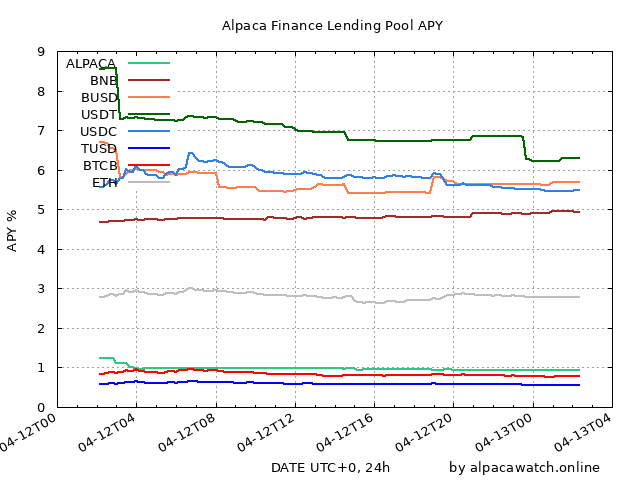 Alpaca Finance Lending Pool APY
9
8
7
6
5
4
3
2
1
0
APY %
ALPACA
BNB
BUSD
USDT
USDC
TUSD
BTCB
ETH
04-12T00
04-12T04
04-12T08
04-12T12
04-12T16
04-12T20
04-13T00
04-13T04
DATE UTC+0, 24h
by alpacawatch.online